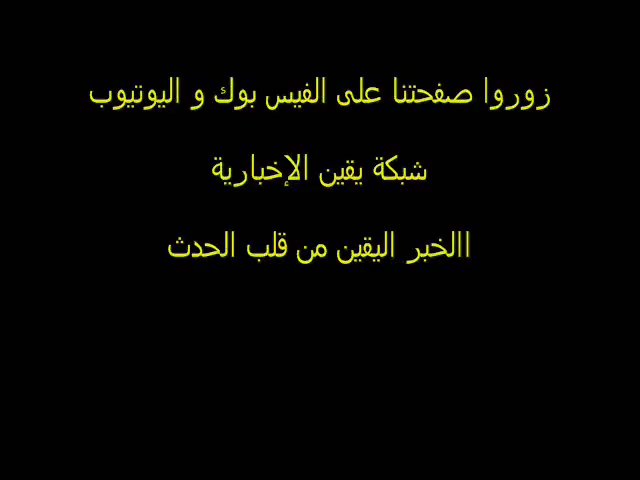 زوروا صفحتنا على الفيس بوك و اليوتيوب
شبكة يقين الإخبارية
االخبر اليقين من قلب الحدث